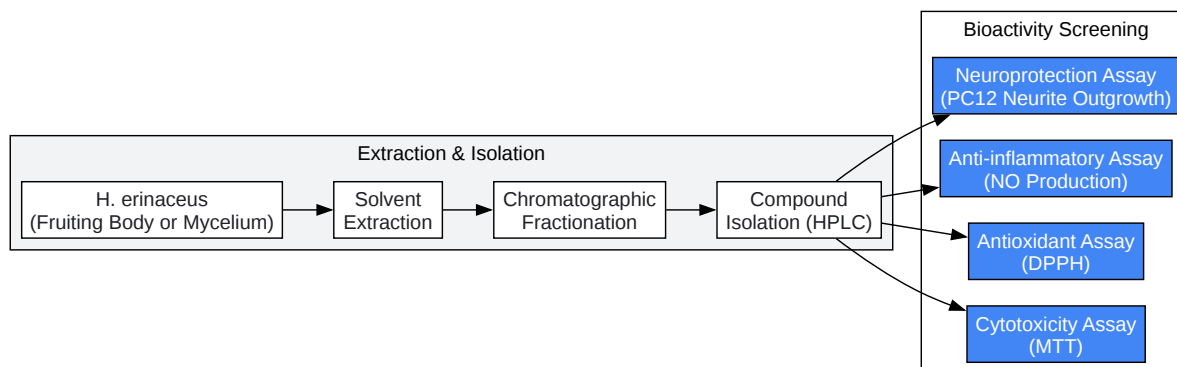 Extraction & Isolation
H. erinaceus
(Fruiting Body or Mycelium)
Solvent
Extraction
Chromatographic
Fractionation
Compound
Isolation (HPLC)
Bioactivity Screening
Neuroprotection Assay
(PC12 Neurite Outgrowth)
Anti-inflammatory Assay
(NO Production)
Antioxidant Assay
(DPPH)
Cytotoxicity Assay
(MTT)